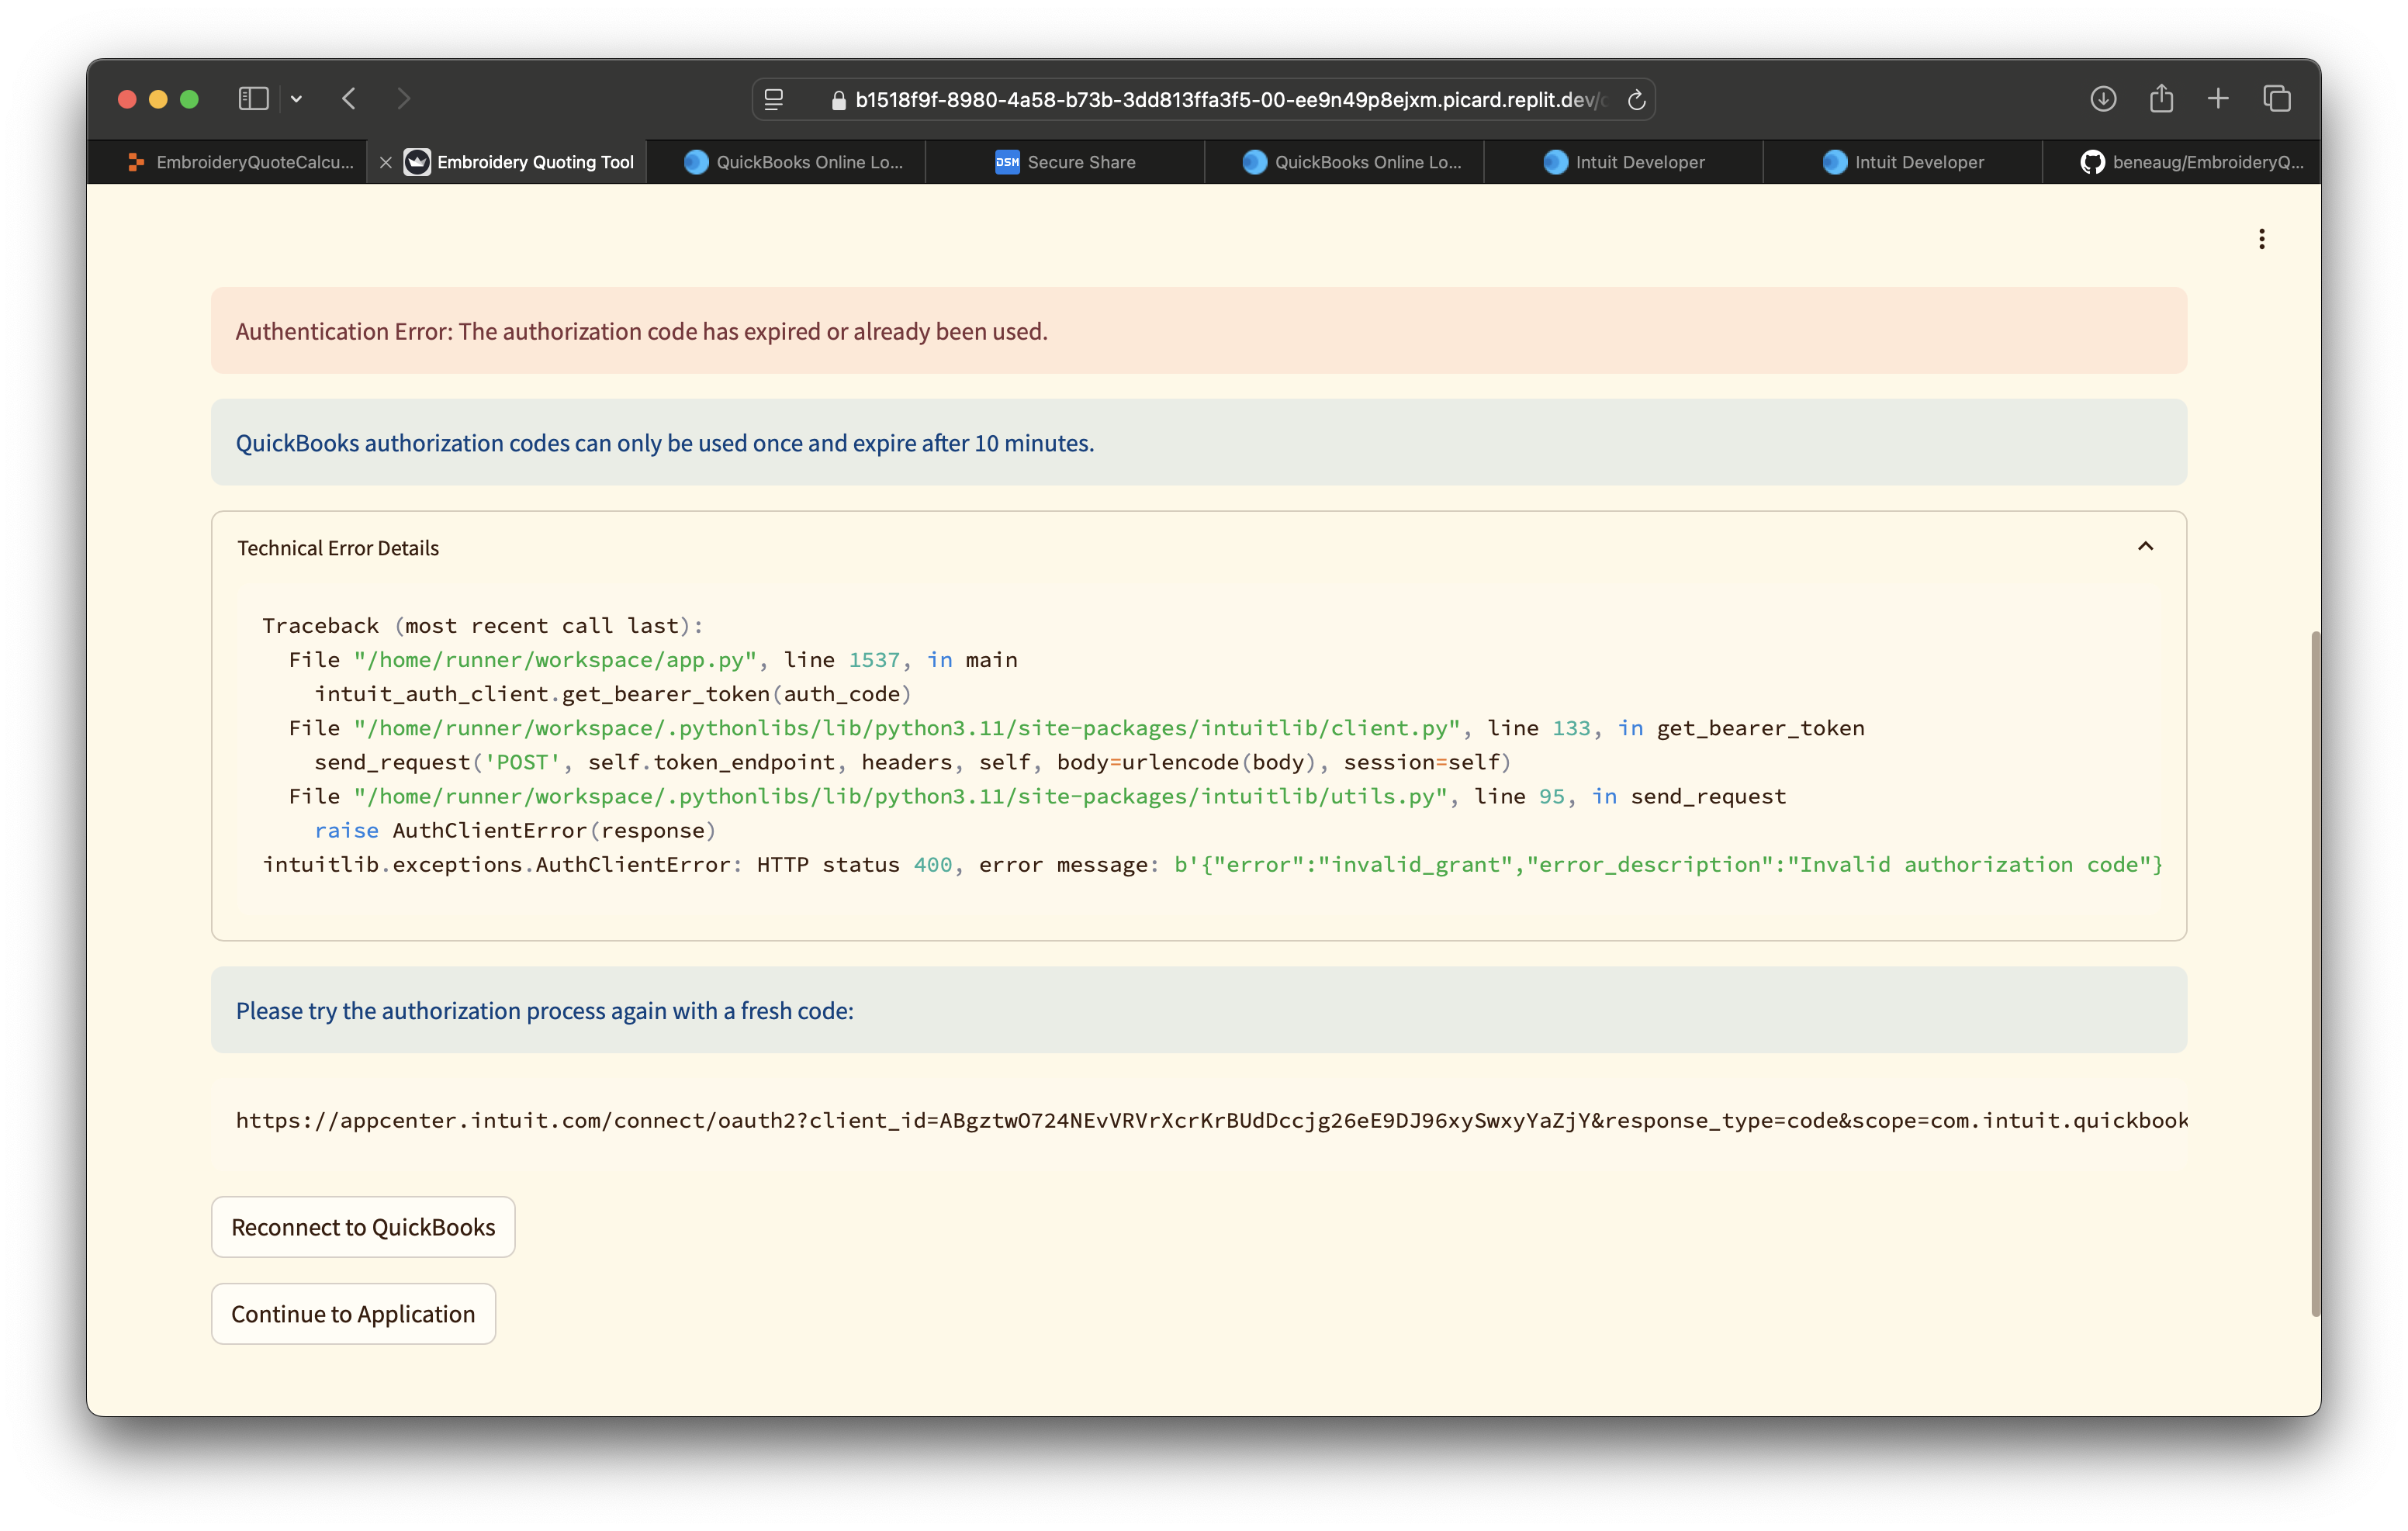 b1518f9f-8980-4a58-b73b-3dd813ffa3f5-00-ee9n49p8ejxm.picard.replit.dev/
EmbroideryQuoteCalcu...
Embroidery Quoting Tool
QuickBooks Online Lo...
DSM Secure Share
QuickBooks Online Lo...
Intuit Developer
Intuit Developer
beneaug/EmbroideryQ...
Authentication Error: The authorization code has expired or already been used.
QuickBooks authorization codes can only be used once and expire after 10 minutes.
Technical Error Details
Traceback (most recent call last):
File "/home/runner/workspace/app.py", line 1537, in main
intuit_auth_client.get_bearer_token(auth_code)
File "/home/runner/workspace/.pythonlibs/lib/python3.11/site-packages/intuitlib/client.py", line 133, in get_bearer_token
send_request('POST', self.token_endpoint, headers, self, body=urlencode(body), session=self)
File "/home/runner/workspace/.pythonlibs/lib/python3.11/site-packages/intuitlib/utils.py", line 95, in send_request
raise AuthClientError(response)
intuitlib.exceptions.AuthClientError: HTTP status 400, error message: b'{"error":"invalid_grant","error_description":"Invalid authorization code"}
Please try the authorization process again with a fresh code:
https://appcenter.intuit.com/connect/oauth2?client_id=ABgztwO724NEvVRVrXcrKrBUdDccjg26eE9DJ96xySwxyYaZjY&response_type=code&scope=com.intuit.quickbook
Reconnect to QuickBooks
Continue to Application